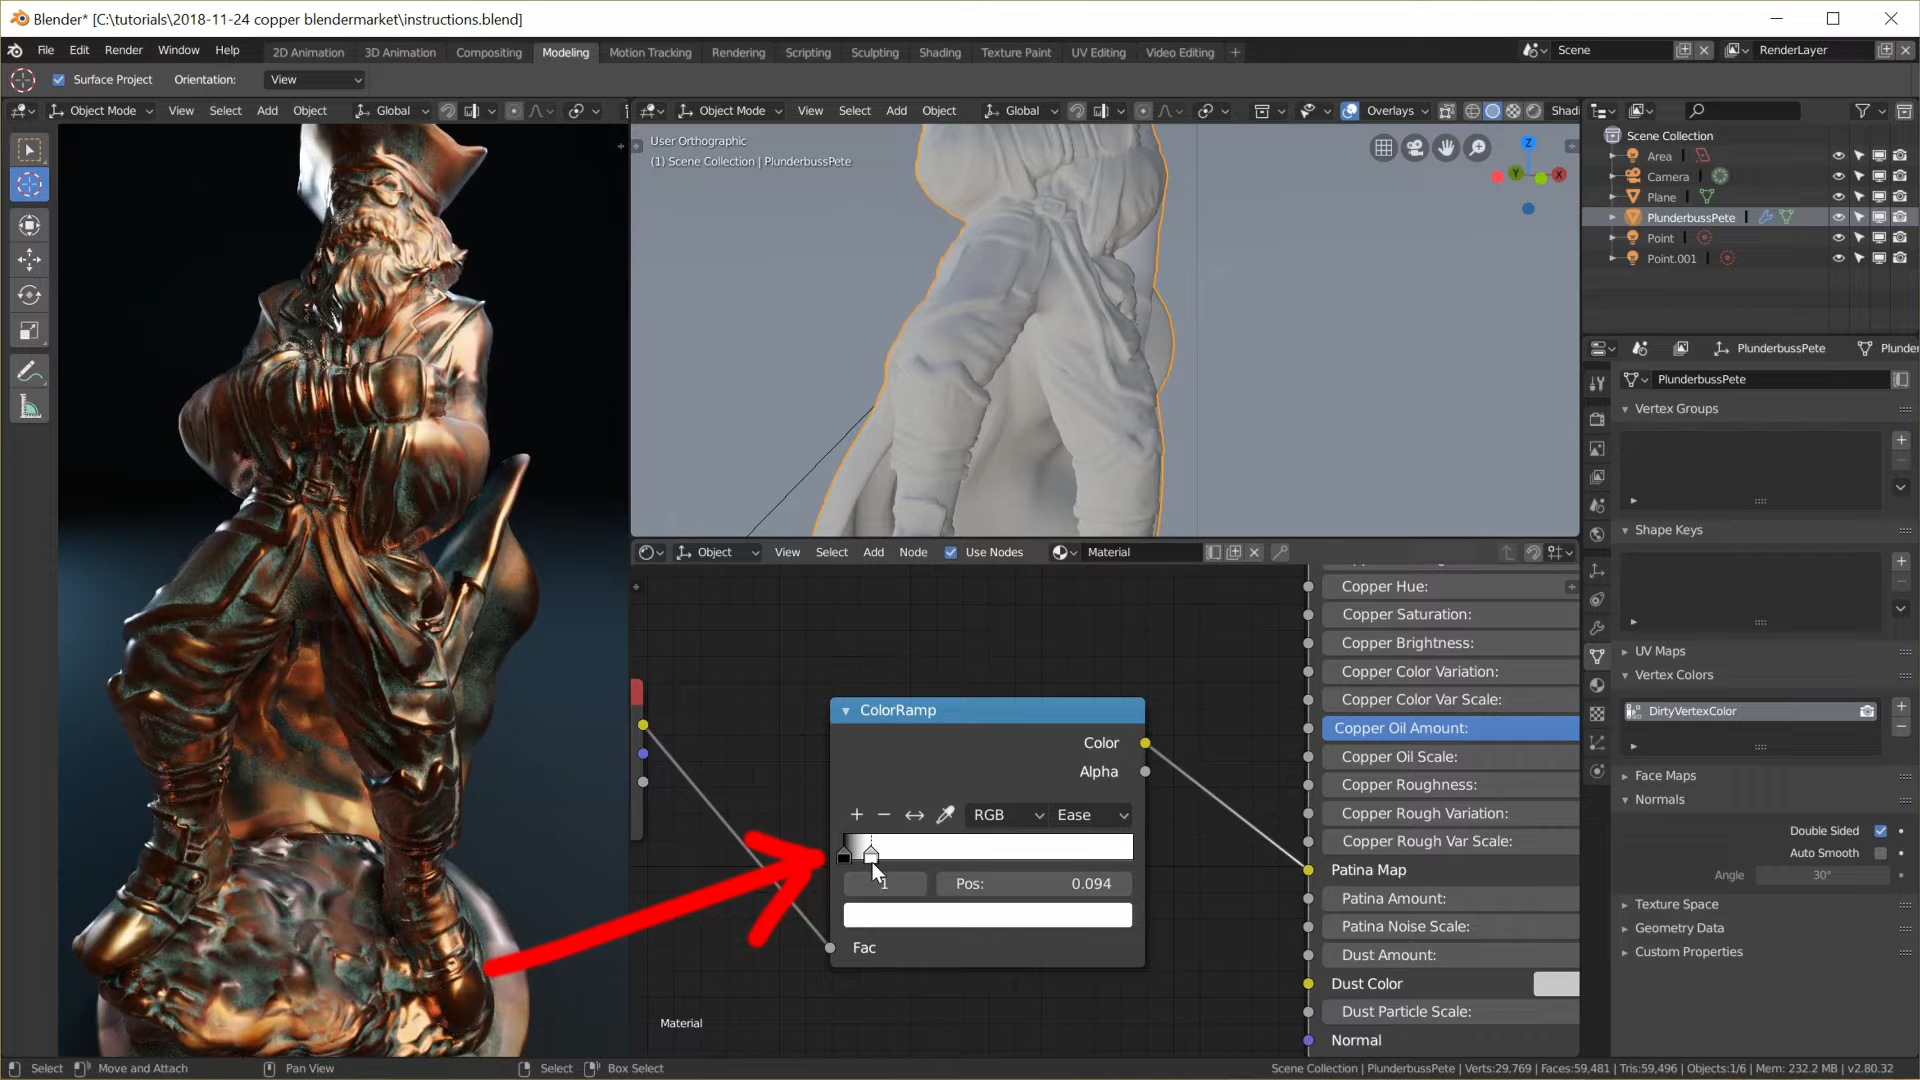 Blender* [C:\tutorials\2018-11-24 copper blendermarket\instructions.blend]
File Edit Render Window Help 2D Animation 3D Animation Compositing Modeling Motion Tracking Rendering Scripting Sculpting Shading Texture Paint UV Editing Video Editing + Scene RenderLayer
Surface Project Orientation: View
Object Mode View Select Add Object Global
Object Mode View Select Add Object Global Overlays Shadi
User Orthographic
(1) Scene Collection | PlunderbussPete
Z
Y
X
Scene Collection
Area
Camera
Plane
PlunderbussPete
Point
Point.001
PlunderbussPete Plunder
PlunderbussPete
Vertex Groups
Shape Keys
UV Maps
Vertex Colors
DirtyVertexColor
Face Maps
Normals
Double Sided
Auto Smooth
Angle 30°
Texture Space
Geometry Data
Custom Properties
Object View Select Add Node Use Nodes Material
Copper Hue:
Copper Saturation:
Copper Brightness:
Copper Color Variation:
Copper Color Var Scale:
Copper Oil Amount:
Copper Oil Scale:
Copper Roughness:
Copper Rough Variation:
Copper Rough Var Scale:
Patina Map
Patina Amount:
Patina Noise Scale:
Dust Amount:
Dust Color
Dust Particle Scale:
Normal
ColorRamp
Color
Alpha
RGB Ease
1 Pos: 0.094
Fac
Material
Select Move and Attach Pan View Select Box Select Scene Collection | PlunderbussPete | Verts:29,769 | Faces:59,481 | Tris:59,496 | Objects:1/6 | Mem: 232.2 MB | v2.80.32